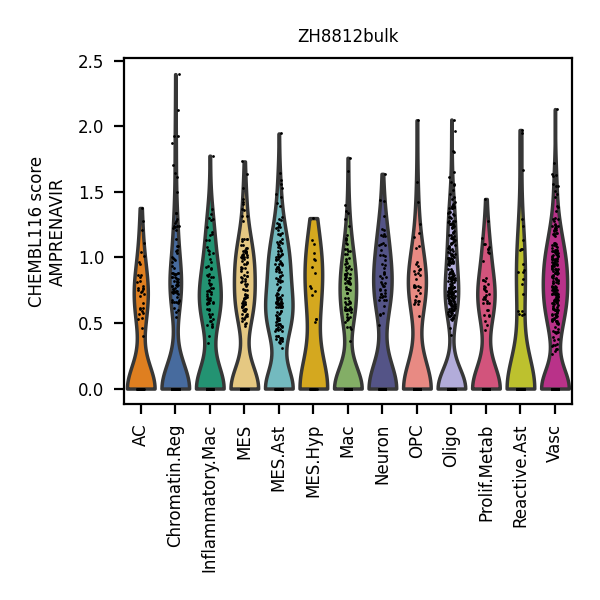 ZH8812bulk
CHEMBL116 score
AMPRENAVIR
2.5
2.0
1.5
1.0
0.5
0.0
AC
Chromatin.Reg
Inflammatory.Mac
MES
MES.Ast
MES.Hyp
Mac
Neuron
OPC
Oligo
Prolif.Metab
Reactive.Ast
Vasc